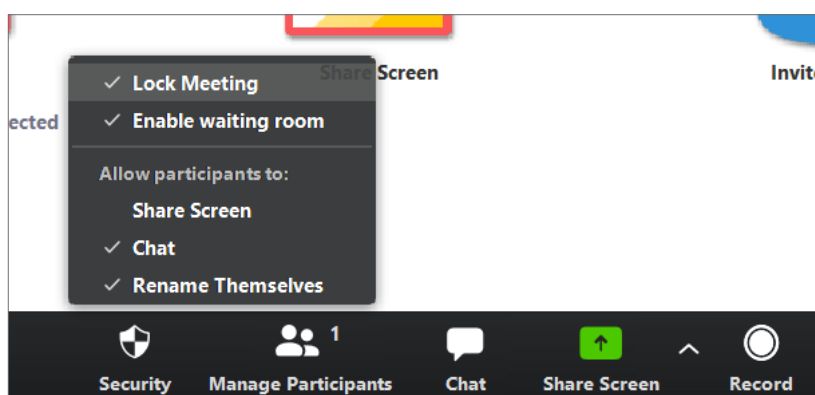 Share Screen
Invite
ected
Lock Meeting
Enable waiting room
Allow participants to:
Share Screen
Chat
Rename Themselves
1
Security
Manage Participants
Chat
Share Screen
Record